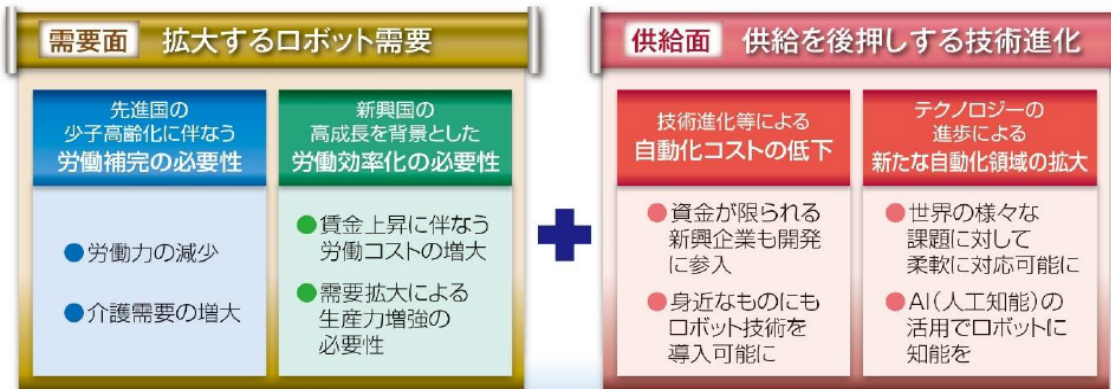 需要面 拡大するロボット需要
先進国の
少子高齢化に伴なう
労働補完の必要性
●労働力の減少
●介護需要の増大
新興国の
高成長を背景とした
労働効率化の必要性
●賃金上昇に伴なう
労働コストの増大
●需要拡大による
生産力増強の
必要性
供給面 供給を後押しする技術進化
技術進化等による
自動化コストの低下
●資金が限られる
新興企業も開発
に参入
●身近なものにも
ロボット技術を
導入可能に
テクノロジーの
進歩による
新たな自動化領域の拡大
●世界の様々な
課題に対して
柔軟に対応可能に
●AI(人工知能)の
活用でロボットに
知能を